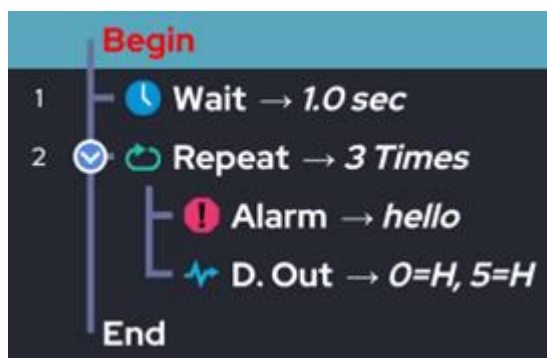 Begin
1 Wait → 1.0 sec
2 Repeat → 3 Times
Alarm → hello
D. Out → 0=H, 5=H
End